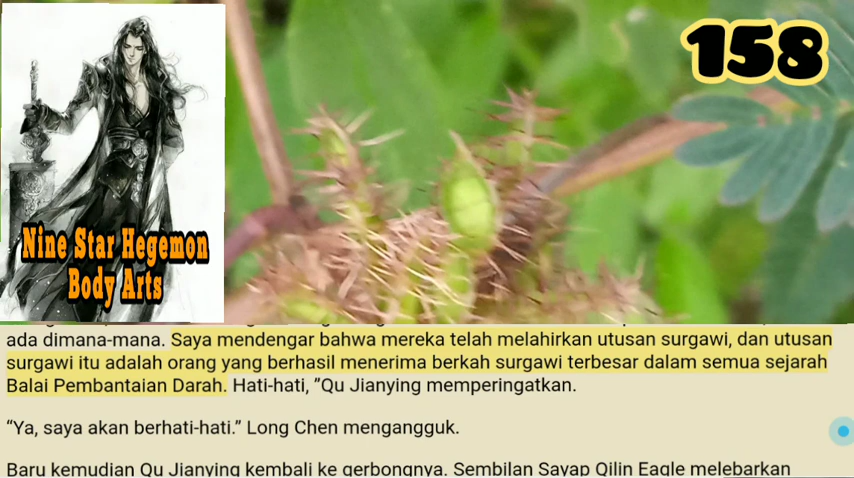 158
Nine Star Hegemon
Body Arts
ada dimana-mana. Saya mendengar bahwa mereka telah melahirkan utusan surgawi, dan utusan
surgawi itu adalah orang yang berhasil menerima berkah surgawi terbesar dalam semua sejarah
Balai Pembantaian Darah. Hati-hati, ”Qu Jianying memperingatkan.
“Ya, saya akan berhati-hati.” Long Chen mengangguk.
Baru kemudian Qu Jianying kembali ke gerbongnya. Sembilan Sayap Qilin Eagle melebarkan